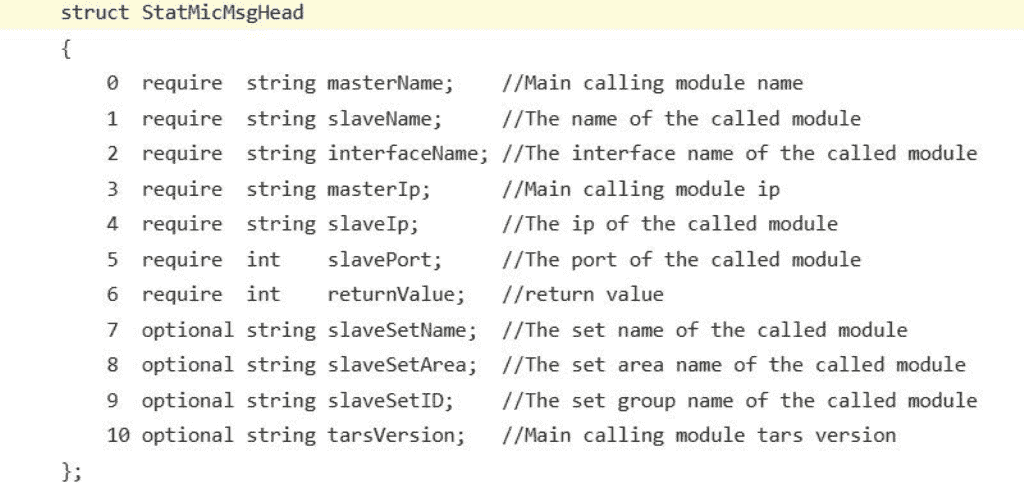 struct StatMicMsgHead
{
0 require string masterName; //Main calling module name
1 require string slaveName; //The name of the called module
2 require string interfaceName; //The interface name of the called module
3 require string masterIp; //Main calling module ip
4 require string slaveIp; //The ip of the called module
5 require int slavePort; //The port of the called module
6 require int returnValue; //return value
7 optional string slaveSetName; //The set name of the called module
8 optional string slaveSetArea; //The set area name of the called module
9 optional string slaveSetID; //The set group name of the called module
10 optional string tarsVersion; //Main calling module tars version
};